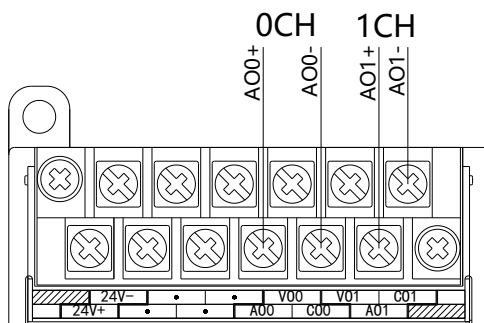 0CH 1CH
AO0+ AO0- AO1+ AO1-
24V- • • V00 V01 C01
24V+ • • A00 C00 A01